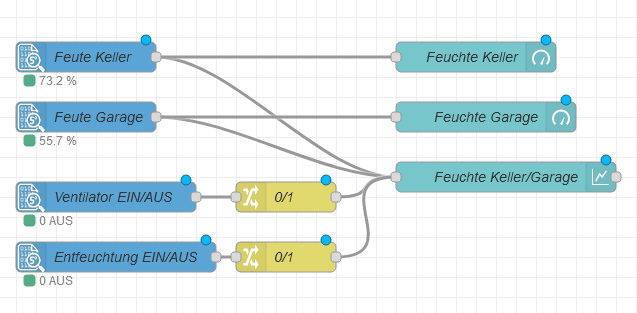 Feute Keller
Feuchte Keller
73.2 %
Feute Garage
Feuchte Garage
55.7 %
Feuchte Keller/Garage
Ventilator EIN/AUS
0/1
0 AUS
Entfeuchtung EIN/AUS
0/1
0 AUS